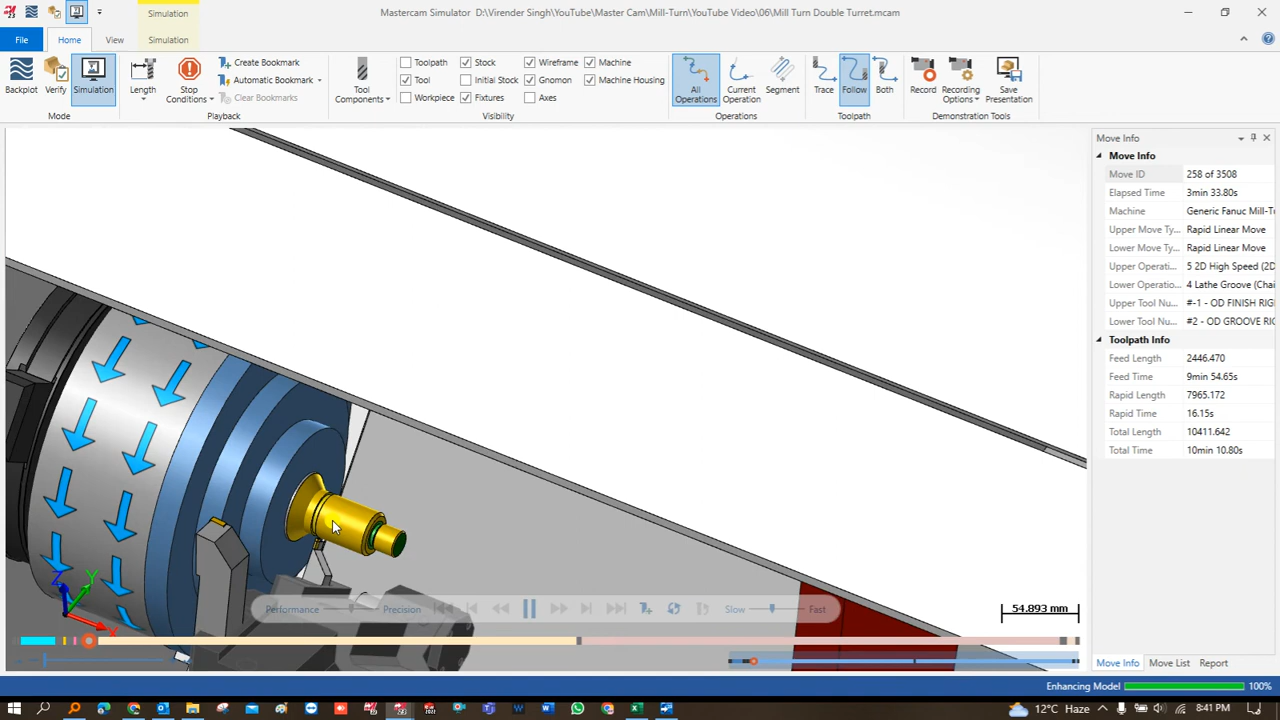 Simulation
Mastercam Simulator D:\Virender Singh\YouTube\Master Cam\Mill-Turn\YouTube Video\06\Mill Turn Double Turret.mcam
File
Home
View
Simulation
Backplot
Verify
Simulation
Mode
Length
Stop
Conditions
Create Bookmark
Automatic Bookmark
Clear Bookmarks
Playback
Tool
Components
Toolpath
Tool
Workpiece
Stock
Initial Stock
Fixtures
Wireframe
Gnomon
Axes
Machine
Machine Housing
Visibility
All
Operations
Current
Operation
Segment
Operations
Trace
Follow
Both
Toolpath
Record
Recording
Options
Save
Presentation
Demonstration Tools
Move Info
Move Info
Move ID 258 of 3508
Elapsed Time 3min 33.80s
Machine Generic Fanuc Mill-Tu
Upper Move Ty... Rapid Linear Move
Lower Move Ty... Rapid Linear Move
Upper Operati... 5 2D High Speed (2D
Lower Operatio... 4 Lathe Groove (Chai
Upper Tool Nu... #-1 - OD FINISH RIG
Lower Tool Nu... #2 - OD GROOVE RIG
Toolpath Info
Feed Length 2446.470
Feed Time 9min 54.65s
Rapid Length 7965.172
Rapid Time 16.15s
Total Length 10411.642
Total Time 10min 10.80s
Z
Y
X
Performance
Precision
Slow
Fast
54.893 mm
Move Info
Move List
Report
Enhancing Model
100%
12°C Haze
8:41 PM